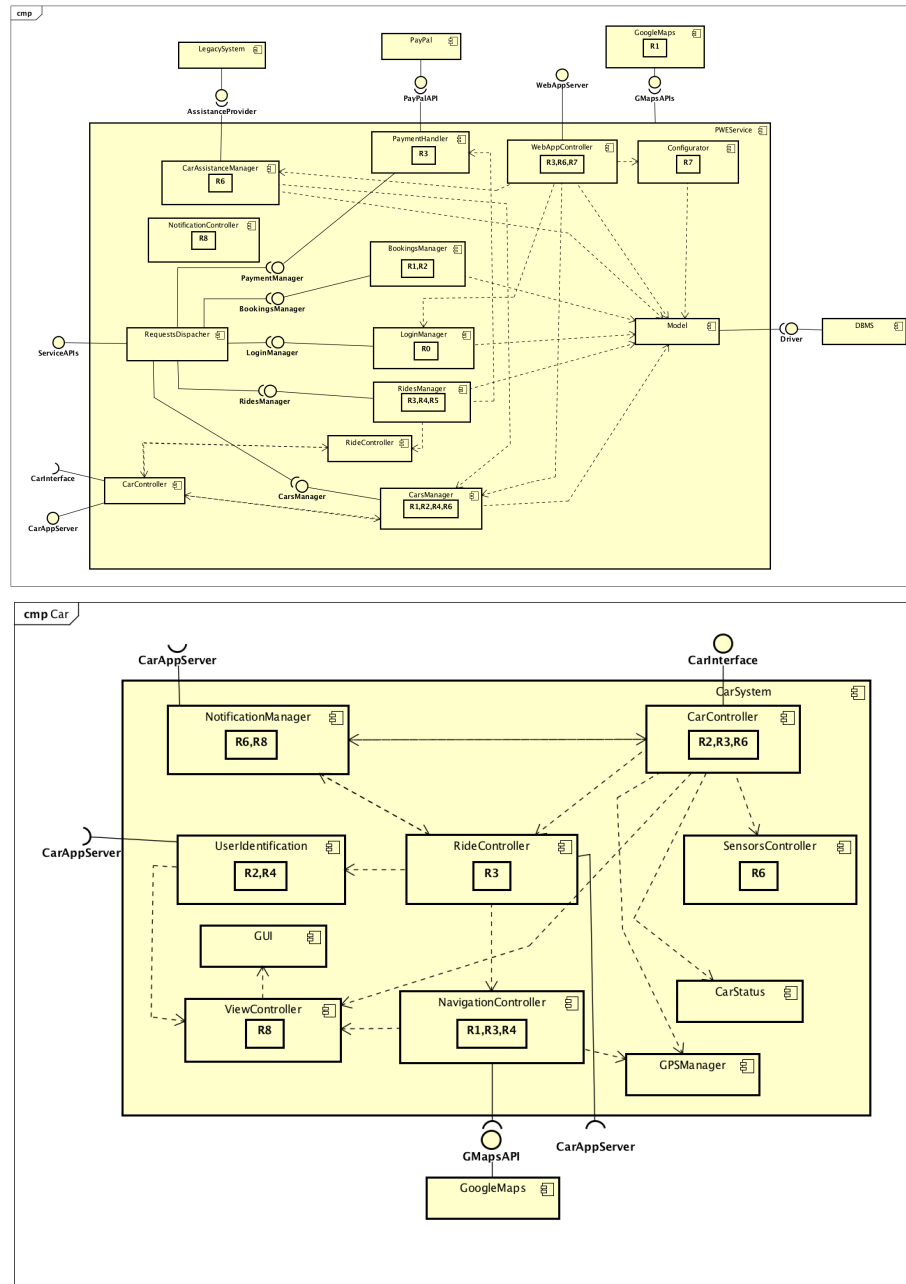 cmp
LegacySystem
PayPal
GoogleMaps
R1
AssistanceProvider
PayPalAPI
WebAppServer
GMapsAPIs
PWEService
PaymentHandler
R3
WebAppController
R3,R6,R7
Configurator
R7
CarAssistanceManager
R6
NotificationController
R8
PaymentManager
BookingsManager
R1,R2
BookingsManager
RequestsDispacher
LoginManager
LoginManager
R0
Model
Driver
DBMS
ServiceAPIs
RidesManager
RidesManager
R3,R4,R5
RideController
CarInterface
CarController
CarsManager
CarsManager
R1,R2,R4,R6
CarAppServer
cmp Car
CarAppServer
CarInterface
CarSystem
NotificationManager
R6,R8
CarController
R2,R3,R6
CarAppServer
UserIdentification
R2,R4
RideController
R3
SensorsController
R6
GUI
CarStatus
ViewController
R8
NavigationController
R1,R3,R4
GPSManager
GMapsAPI
CarAppServer
GoogleMaps